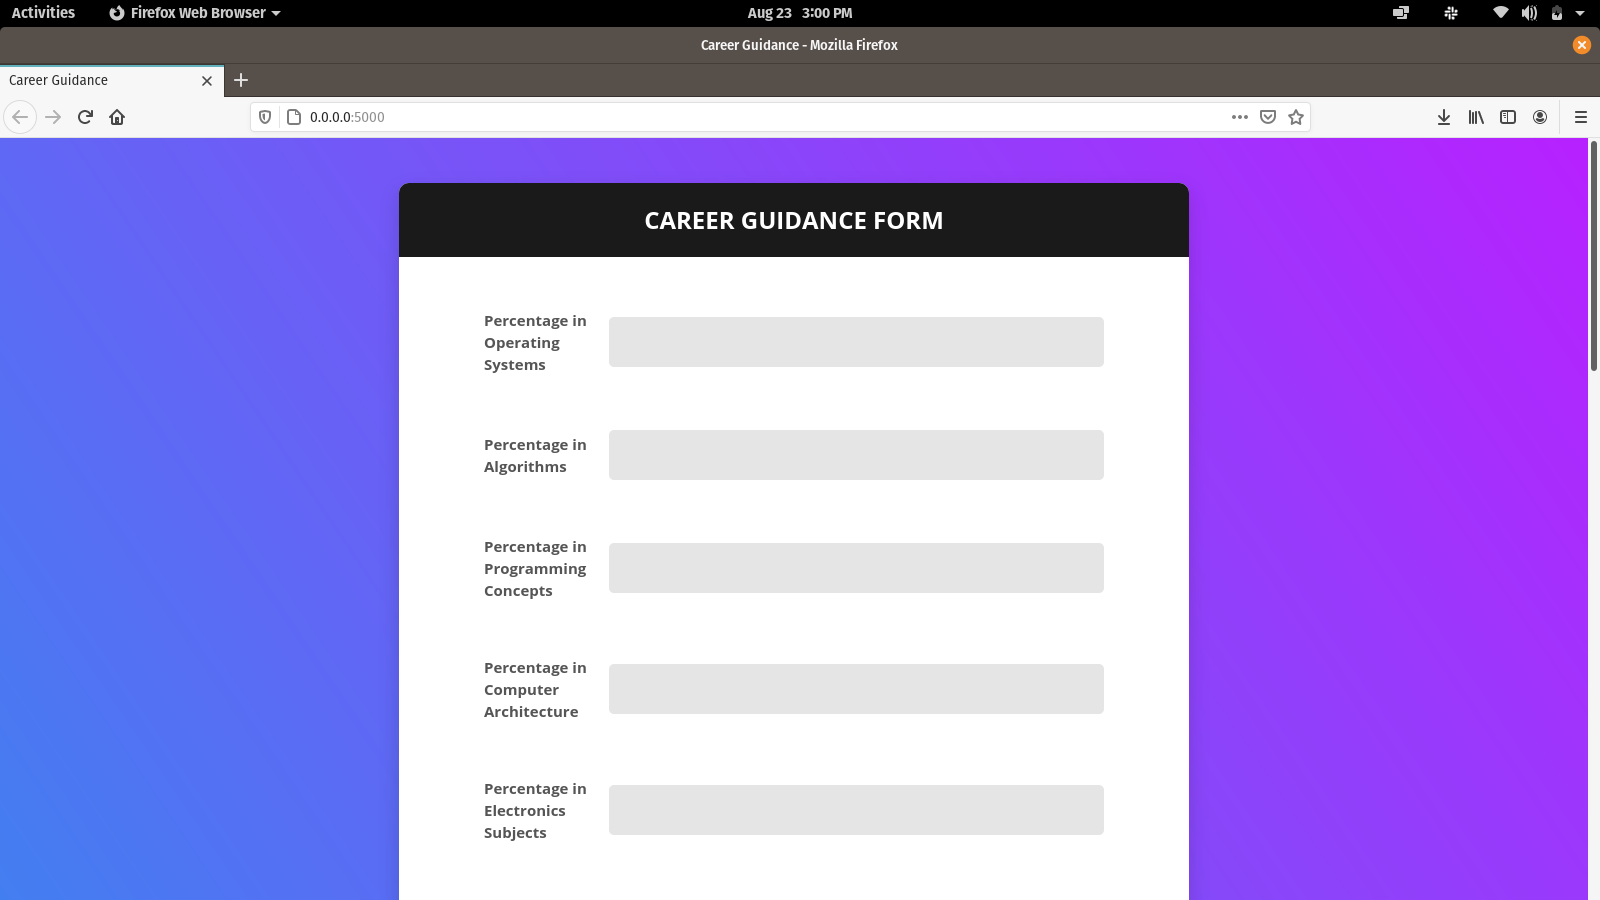 Activities Firefox Web Browser Aug 23 3:00 PM
Career Guidance - Mozilla Firefox
Career Guidance
0.0.0.0:5000
CAREER GUIDANCE FORM
Percentage in
Operating
Systems
Percentage in
Algorithms
Percentage in
Programming
Concepts
Percentage in
Computer
Architecture
Percentage in
Electronics
Subjects